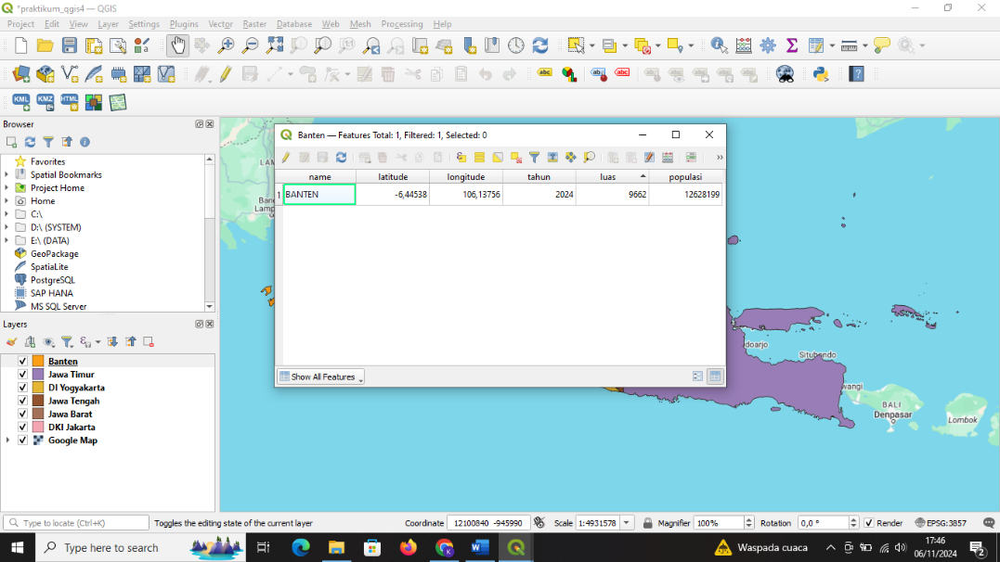 *praktikum_qgis4 — QGIS
Project Edit View Layer Settings Plugins Vector Raster Database Web Mesh Processing Help
KML KMZ HTML
Browser
Favorites
Spatial Bookmarks
Project Home
Home
C:\
D:\ (SYSTEM)
E:\ (DATA)
GeoPackage
SpatiaLite
PostgreSQL
SAP HANA
MS SQL Server
Layers
Banten
Jawa Timur
DI Yogyakarta
Jawa Tengah
Jawa Barat
DKI Jakarta
Google Map
Banten — Features Total: 1, Filtered: 1, Selected: 0
name latitude longitude tahun luas populasi
1 BANTEN -6,44538 106,13756 2024 9662 12628199
Show All Features
doarjo
Situbondo
wangi
BALI
Denpasar
Lombok
Type to locate (Ctrl+K) Toggles the editing state of the current layer Coordinate 12100840 -945990 Scale 1:4931578 Magnifier 100% Rotation 0,0 ° Render EPSG:3857
Type here to search Waspada cuaca 17:46
06/11/2024 2